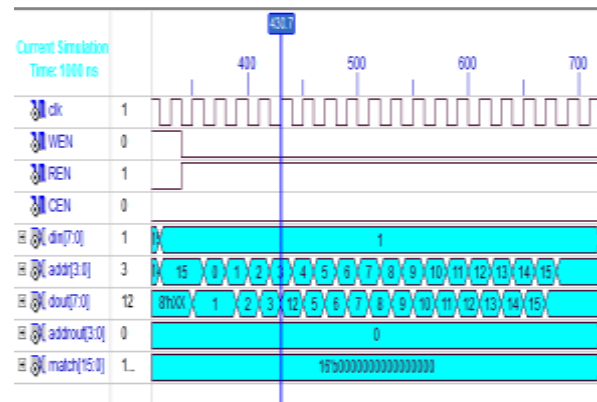 430.7
Current Simulation
Time: 1000 ns
400 500 600 700
clk 1
WEN 0
REN 1
CEN 0
din[7:0] 1 1
addr[3:0] 3 15 0 1 2 3 4 5 6 7 8 9 10 11 12 13 14 15
dout[7:0] 12 8'hXX 1 2 3 12 5 6 7 8 9 10 11 12 13 14 15
addrout[3:0] 0 0
match[15:0] 1... 16'b0000000000000000